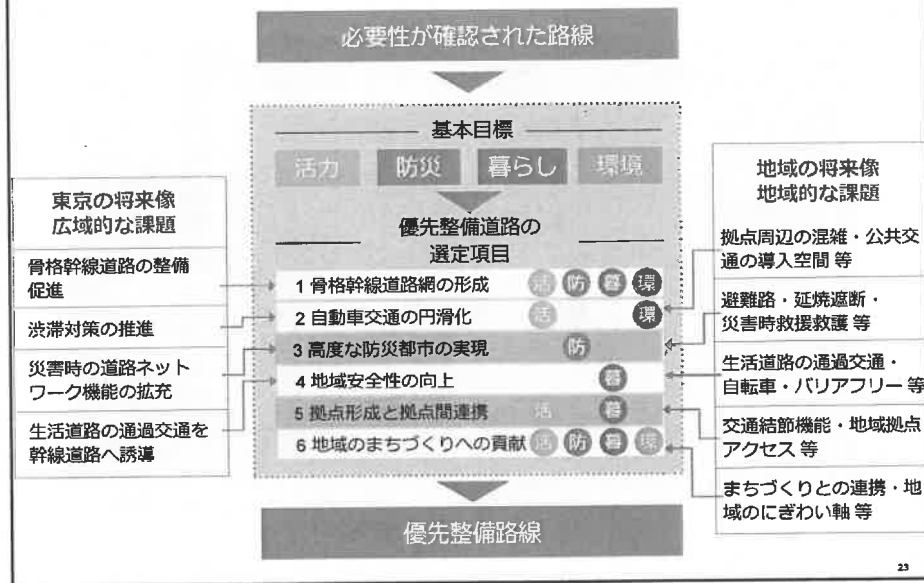 必要性が確認された路線
基本目標
活力 防災 暮らし 環境
優先整備道路の
選定項目
1 骨格幹線道路網の形成 活 防 暮 環
2 自動車交通の円滑化 活 環
3 高度な防災都市の実現 防
4 地域安全性の向上 暮
5 拠点形成と拠点間連携 活 暮
6 地域のまちづくりへの貢献 活 防 暮 環
優先整備路線
東京の将来像
広域的な課題
骨格幹線道路の整備
促進
渋滞対策の推進
災害時の道路ネット
ワーク機能の拡充
生活道路の通過交通を
幹線道路へ誘導
地域の将来像
地域的な課題
拠点周辺の混雑・公共交
通の導入空間 等
避難路・延焼遮断・
災害時救援救護 等
生活道路の通過交通・
自転車・バリアフリー 等
交通結節機能・地域拠点
アクセス 等
まちづくりとの連携・地
域のにぎわい軸 等
23